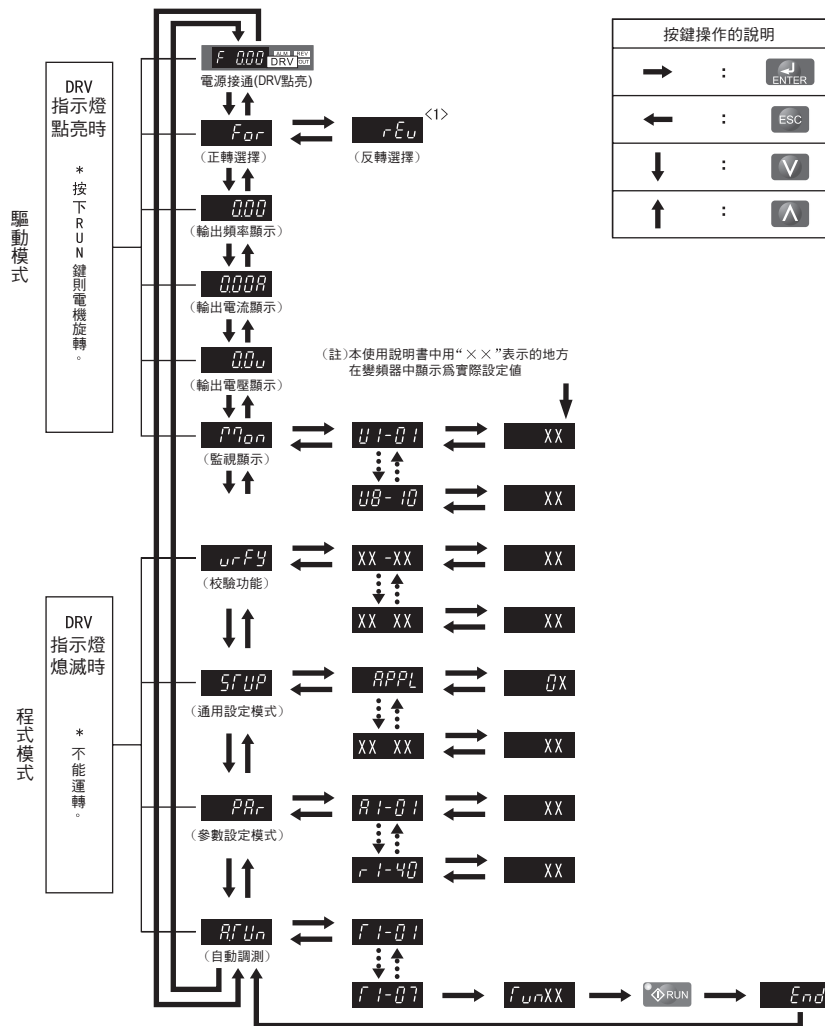 按鍵操作的說明
→ : ENTER
← : ESC
↓ : ∨
↑ : ∧
F 0.00 ALM REV DRV OUT
電源接通(DRV點亮)
驅動模式
DRV
指示燈
點亮時
*按下RUN鍵則電機旋轉。
For
rEv <1>
(正轉選擇)
(反轉選擇)
0.00
(輸出頻率顯示)
0.00A
(輸出電流顯示)
0.0v
(輸出電壓顯示)
(註)本使用說明書中用“××”表示的地方
在變頻器中顯示爲實際設定値
Mon
U1-01
XX
(監視顯示)
U8-10
XX
程式模式
DRV
指示燈
熄滅時
*不能運轉。
vrFy
XX -XX
XX
(校驗功能)
XX XX
XX
STUP
APPL
0X
(通用設定模式)
XX XX
XX
PAr
A1-01
XX
(參數設定模式)
r1-40
XX
A.TUn
T1-01
(自動調測)
T1-07
TunXX
RUN
End